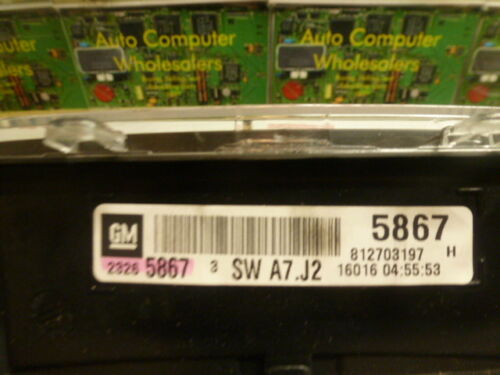 Auto Computer
Wholesalers
Auto Computer
Wholesalers
GM
5867
812703197 H
2326 5867 3 SW A7.J2 16016 04:55:53